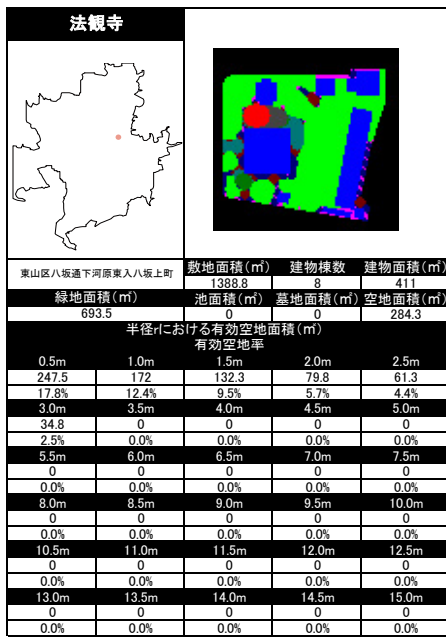 法観寺
東山区八坂通下河原東入八坂上町
敷地面積(㎡) 建物棟数 建物面積(㎡)
1388.8 8 411
緑地面積(㎡) 池面積(㎡) 墓地面積(㎡) 空地面積(㎡)
693.5 0 0 284.3
半径rにおける有効空地面積(㎡)
有効空地率
0.5m 1.0m 1.5m 2.0m 2.5m
247.5 172 132.3 79.8 61.3
17.8% 12.4% 9.5% 5.7% 4.4%
3.0m 3.5m 4.0m 4.5m 5.0m
34.8 0 0 0 0
2.5% 0.0% 0.0% 0.0% 0.0%
5.5m 6.0m 6.5m 7.0m 7.5m
0 0 0 0 0
0.0% 0.0% 0.0% 0.0% 0.0%
8.0m 8.5m 9.0m 9.5m 10.0m
0 0 0 0 0
0.0% 0.0% 0.0% 0.0% 0.0%
10.5m 11.0m 11.5m 12.0m 12.5m
0 0 0 0 0
0.0% 0.0% 0.0% 0.0% 0.0%
13.0m 13.5m 14.0m 14.5m 15.0m
0 0 0 0 0
0.0% 0.0% 0.0% 0.0% 0.0%